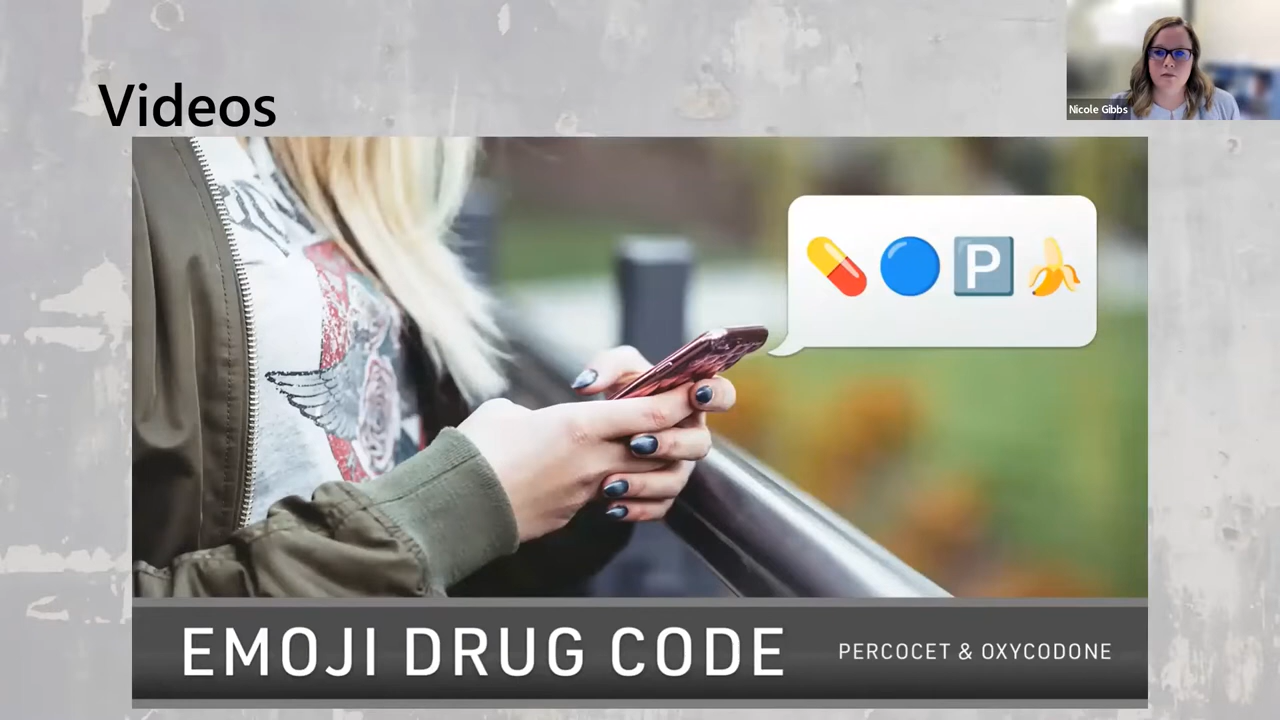 Videos
Nicole Gibbs
P
EMOJI DRUG CODE
PERCOCET & OXYCODONE